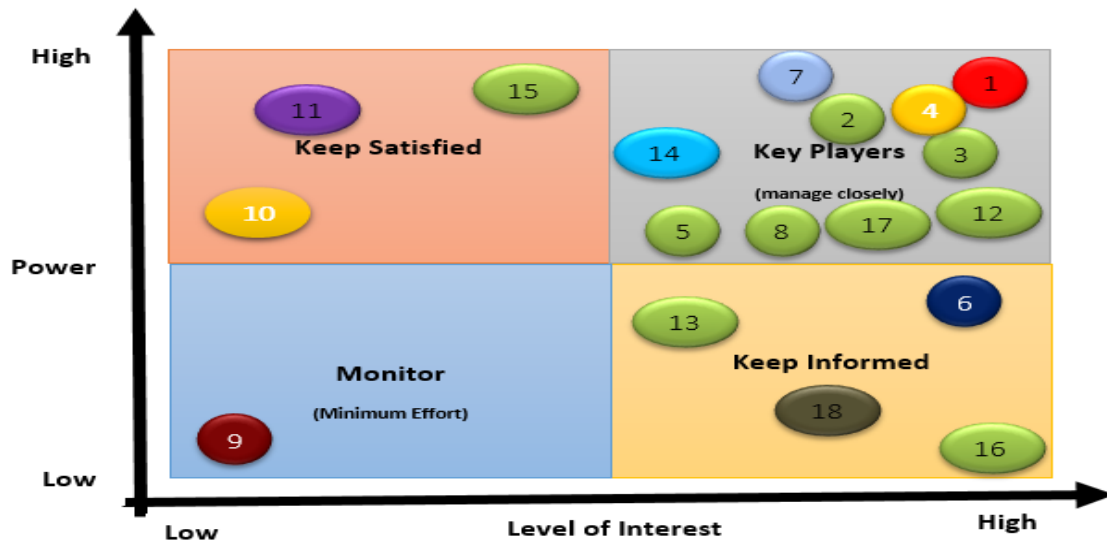 High
7
1
15
11
4
2
Keep Satisfied
14
Key Players
3
(manage closely)
10
12
5
8
17
Power
6
13
Keep Informed
Monitor
(Minimum Effort)
18
9
16
Low
Low
Level of Interest
High